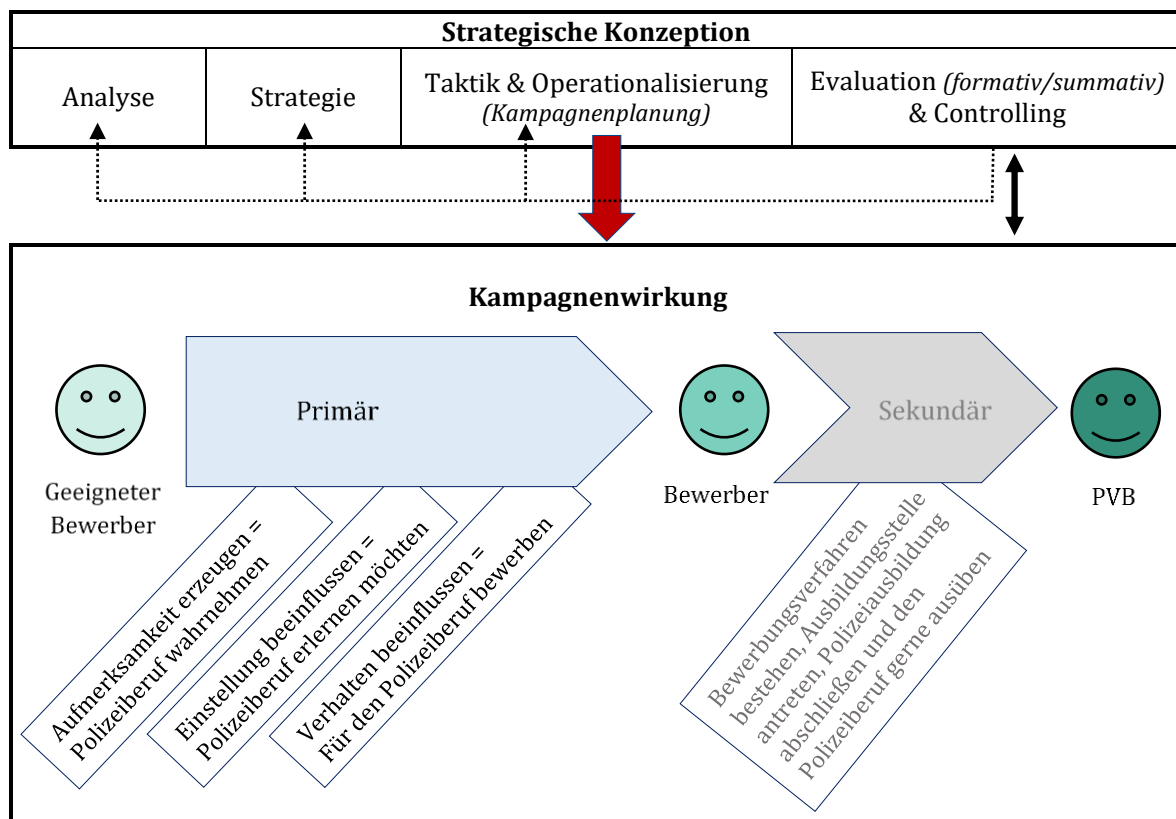 Strategische Konzeption
Analyse
Strategie
Taktik & Operationalisierung
(Kampagnenplanung)
Evaluation (formativ/summativ)
& Controlling
Kampagnenwirkung
Primär
Sekundär
Geeigneter
Bewerber
Bewerber
PVB
Aufmerksamkeit erzeugen =
Polizeiberuf wahrnehmen
Einstellung beeinflussen =
Polizeiberuf erlernen möchten
Verhalten beeinflussen =
Für den Polizeiberuf bewerben
Bewerbungsverfahren
bestehen, Ausbildungsstelle
antreten, Polizeiausbildung
abschließen und den
Polizeiberuf gerne ausüben